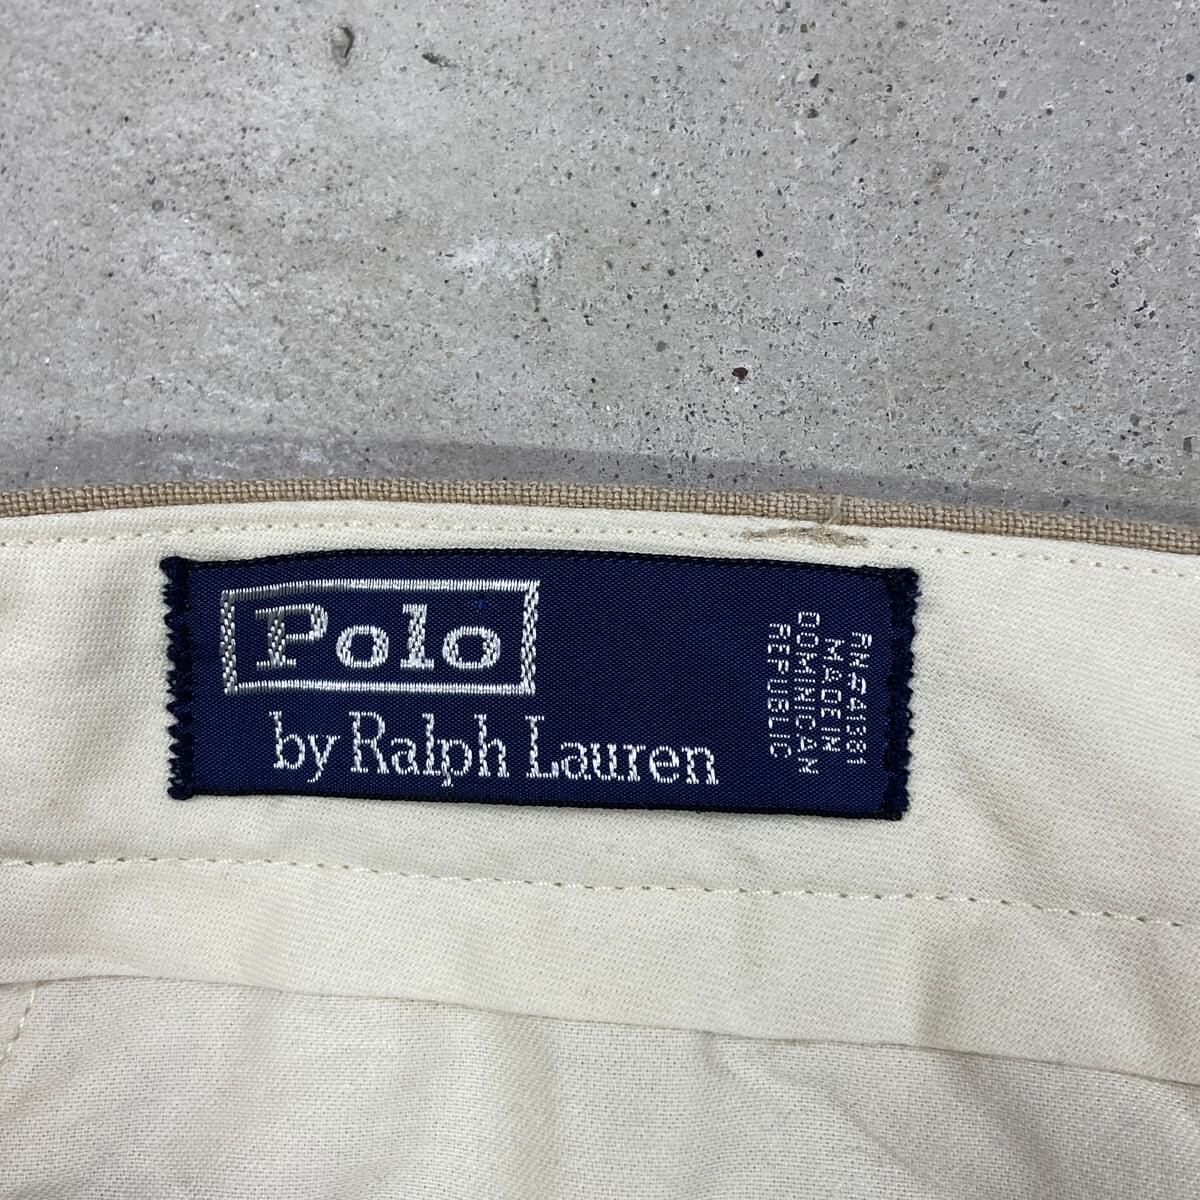 Polo
by Ralph Lauren
RN#41381
MADE IN
DOMINICAN
REPUBLIC